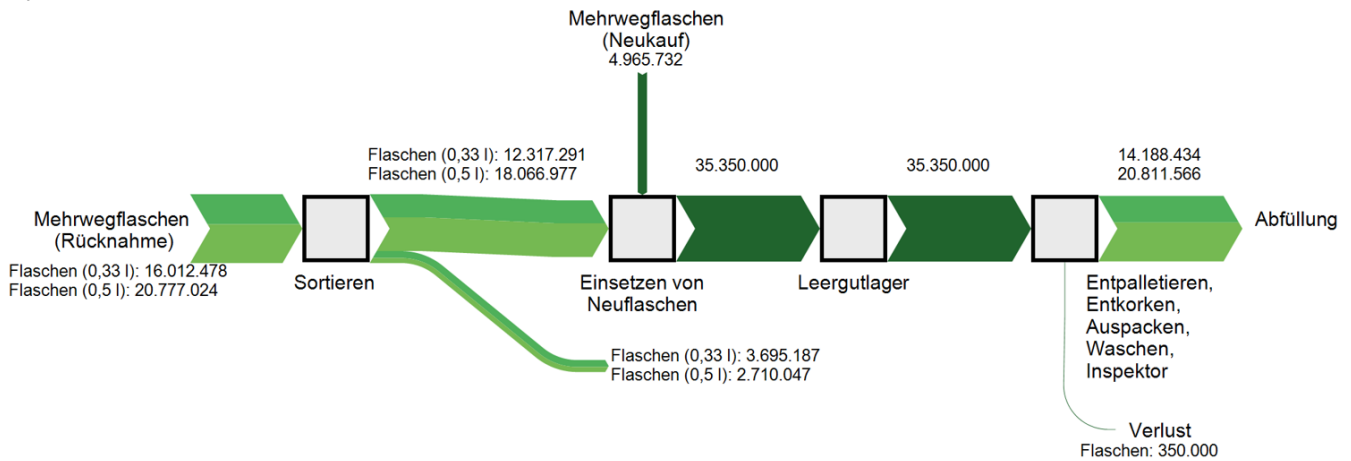 Mehrwegflaschen
(Neukauf)
4.965.732
Flaschen (0,33 l): 12.317.291
Flaschen (0,5 l): 18.066.977
35.350.000
35.350.000
14.188.434
20.811.566
Mehrwegflaschen
(Rücknahme)
Flaschen (0,33 l): 16.012.478
Flaschen (0,5 l): 20.777.024
Abfüllung
Sortieren
Einsetzen von
Neuflaschen
Leergutlager
Entpalletieren,
Entkorken,
Auspacken,
Waschen,
Inspektor
Flaschen (0,33 l): 3.695.187
Flaschen (0,5 l): 2.710.047
Verlust
Flaschen: 350.000